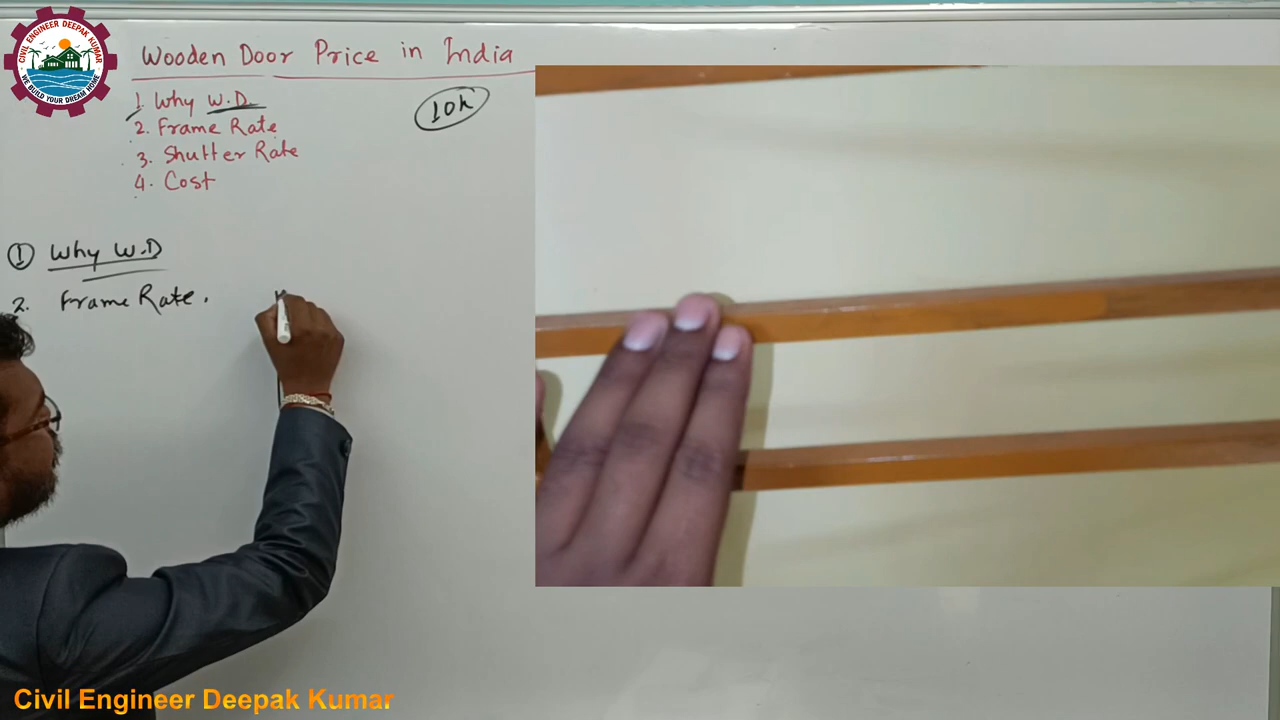 CIVIL ENGINEER DEEPAK KUMAR
WE BUILD YOUR DREAM HOME
Wooden Door Price in India
1. Why W.D.
2. Frame Rate
3. Shutter Rate
4. Cost
10k
① Why W.D
2. Frame Rate.
Civil Engineer Deepak Kumar